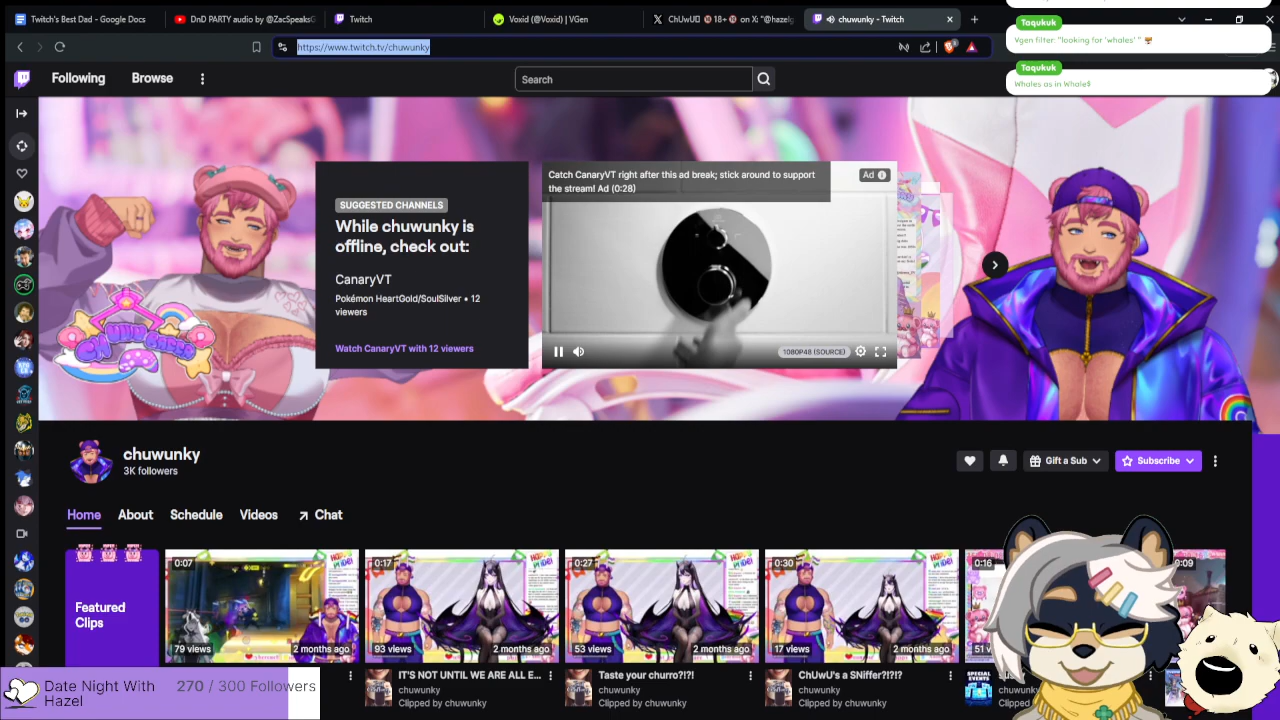 World's Best Dad - Google Docs
DnD PARTY audio by @ZacSpeaksG
Twitch
Voxid (@Voxid) | VGen
ChUwU 🔞 18+ 🔞 on X: "@hazelg
chuwunky - Twitch
https://www.twitch.tv/chuwunky
Taqukuk
Vgen filter: "looking for 'whales' "
Taqukuk
Whales as in Whale$
Following
Browse
Search
SUGGESTED CHANNELS
While chuwunky is
offline, check out:
CanaryVT
Pokémon HeartGold/SoulSilver • 12
viewers
Watch CanaryVT with 12 viewers
Catch CanaryVT right after this ad break; stick around to support
the stream! Ad (0:28)
Ad
1080P48 (SOURCE)
chuwunky
3K followers
Gift a Sub
Subscribe
Home
About
Schedule
Videos
Chat
Featured
Clips
0:07
79 views
2 months ago
0:17
93 views
2 months ago
0:27
53 views
2 months ago
0:30
17 views
2 months ago
0:16
51 v
0:09
IT'S NOT UNTIL WE ARE ALL E...
chuwunky
Clipped by chuwunky
Taste your churro?!?!
chuwunky
Clipped by chuwunky
ChUwU's a SNiffer?!?!?
chuwunky
Clipped by chuwunky
SPECIAL
EVENTS
Date Night With
Hazel
270 / 300 Followers